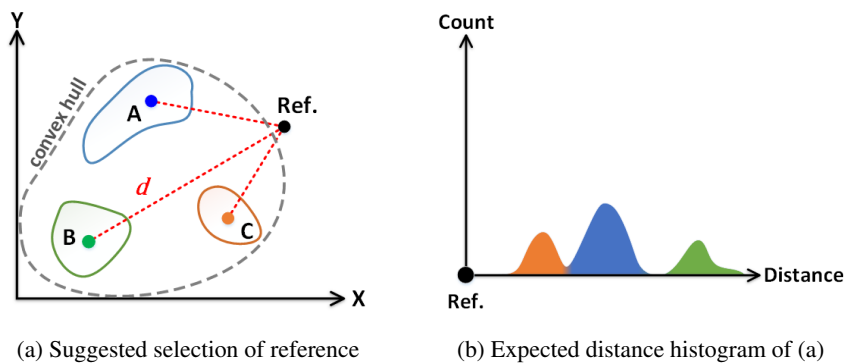 Y
convex hull
A
Ref.
d
B
C
X
(a) Suggested selection of reference
Count
Distance
Ref.
(b) Expected distance histogram of (a)